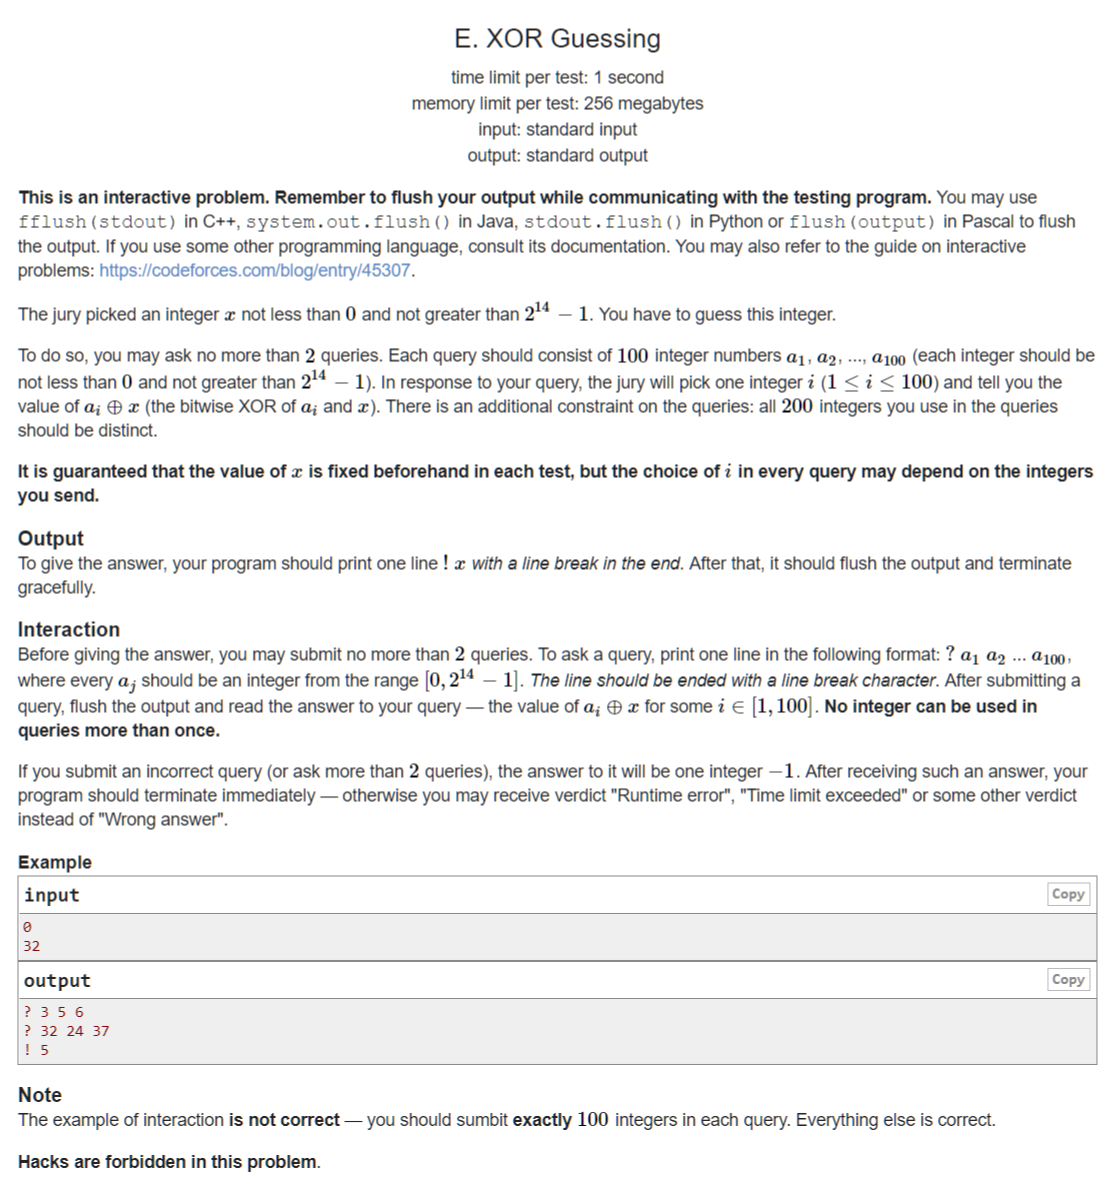 E. XOR Guessing
time limit per test: 1 second
memory limit per test: 256 megabytes
input: standard input
output: standard output
This is an interactive problem. Remember to flush your output while communicating with the testing program. You may use
fflush(stdout) in C++, system.out.flush() in Java, stdout.flush() in Python or flush(output) in Pascal to flush
the output. If you use some other programming language, consult its documentation. You may also refer to the guide on interactive
problems: https://codeforces.com/blog/entry/45307.
The jury picked an integer x not less than 0 and not greater than 2^14 − 1. You have to guess this integer.
To do so, you may ask no more than 2 queries. Each query should consist of 100 integer numbers a₁, a₂, ..., a₁₀₀ (each integer should be
not less than 0 and not greater than 2^14 − 1). In response to your query, the jury will pick one integer i (1 ≤ i ≤ 100) and tell you the
value of aᵢ ⊕ x (the bitwise XOR of aᵢ and x). There is an additional constraint on the queries: all 200 integers you use in the queries
should be distinct.
It is guaranteed that the value of x is fixed beforehand in each test, but the choice of i in every query may depend on the integers
you send.
Output
To give the answer, your program should print one line ! x with a line break in the end. After that, it should flush the output and terminate
gracefully.
Interaction
Before giving the answer, you may submit no more than 2 queries. To ask a query, print one line in the following format: ? a₁ a₂ ... a₁₀₀,
where every aⱼ should be an integer from the range [0, 2^14 − 1]. The line should be ended with a line break character. After submitting a
query, flush the output and read the answer to your query — the value of aᵢ ⊕ x for some i ∈ [1, 100]. No integer can be used in
queries more than once.
If you submit an incorrect query (or ask more than 2 queries), the answer to it will be one integer −1. After receiving such an answer, your
program should terminate immediately — otherwise you may receive verdict "Runtime error", "Time limit exceeded" or some other verdict
instead of "Wrong answer".
Example
input
Copy
0
32
output
Copy
? 3 5 6
? 32 24 37
! 5
Note
The example of interaction is not correct — you should sumbit exactly 100 integers in each query. Everything else is correct.
Hacks are forbidden in this problem.